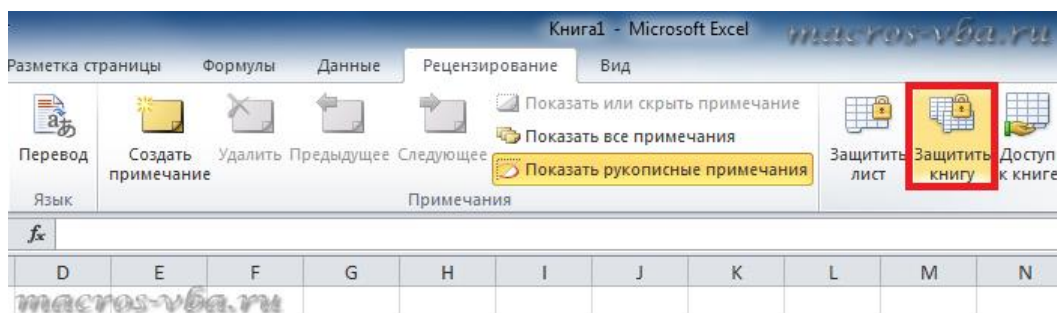 Книга1 - Microsoft Excel
macros-vba.ru
Разметка страницы Формулы Данные Рецензирование Вид
Показать или скрыть примечание
Показать все примечания
Показать рукописные примечания
Перевод Создать примечание Удалить Предыдущее Следующее
Защитить лист Защитить книгу Доступ к книге
Язык Примечания
fx
D E F G H I J K L M N
macros-vba.ru